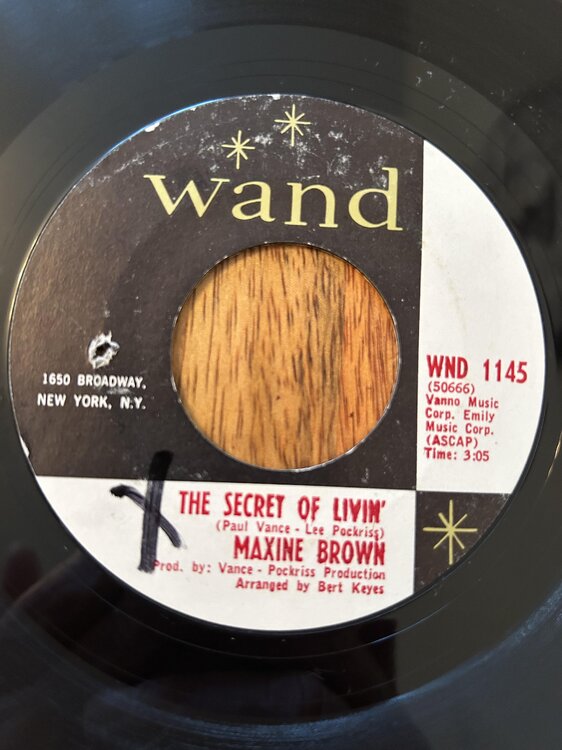 wand
1650 BROADWAY,
NEW YORK, N.Y.
WND 1145
(50666)
Vanno Music
Corp. Emily
Music Corp.
(ASCAP)
Time: 3:05
THE SECRET OF LIVIN'
(Paul Vance - Lee Pockriss)
MAXINE BROWN
Prod. by: Vance - Pockriss Production
Arranged by Bert Keyes
X